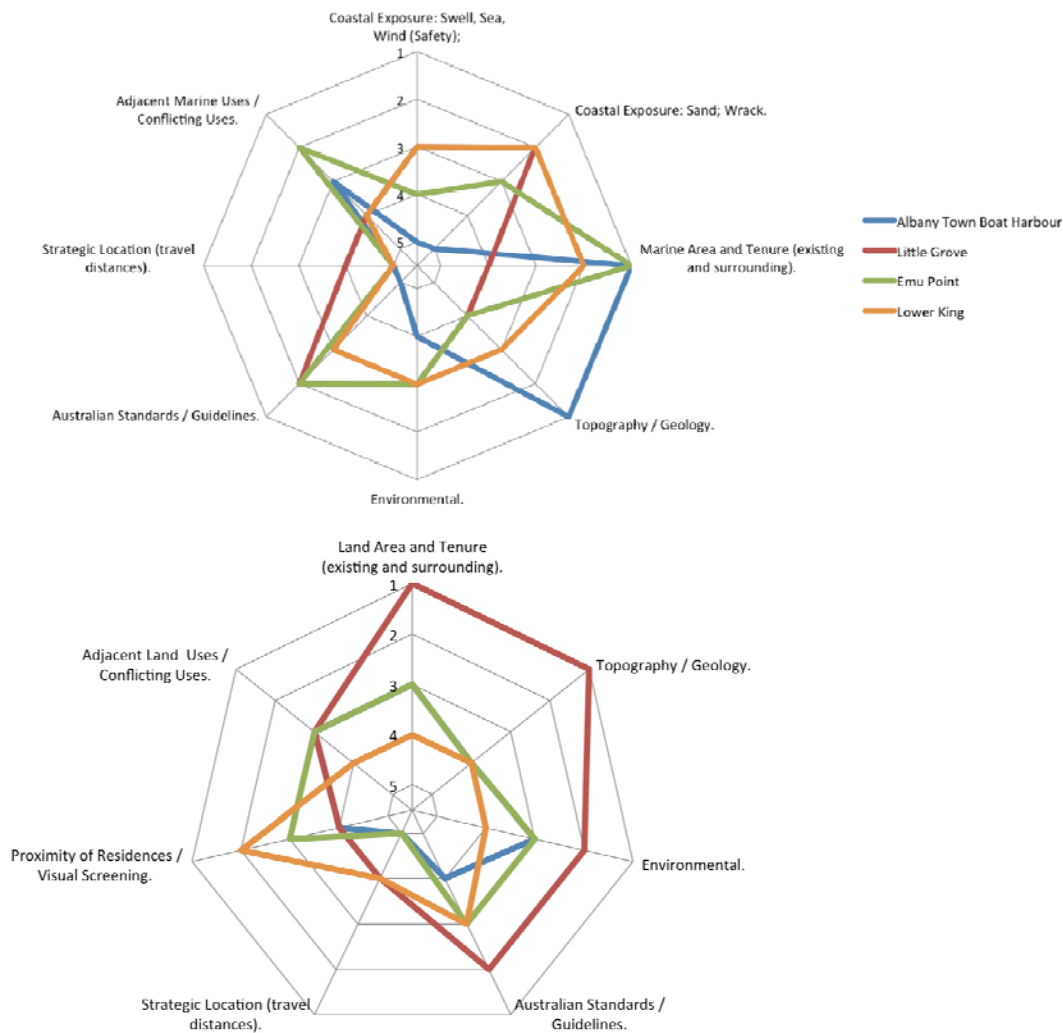 Coastal Exposure: Swell, Sea,
Wind (Safety);
1
2
3
4
5
Adjacent Marine Uses /
Conflicting Uses.
Coastal Exposure: Sand; Wrack.
Strategic Location (travel
distances).
Marine Area and Tenure (existing
and surrounding).
Australian Standards / Guidelines.
Topography / Geology.
Environmental.
Albany Town Boat Harbour
Little Grove
Emu Point
Lower King
Land Area and Tenure
(existing and surrounding).
1
2
3
4
5
Adjacent Land Uses /
Conflicting Uses.
Topography / Geology.
Proximity of Residences /
Visual Screening.
Environmental.
Strategic Location (travel
distances).
Australian Standards /
Guidelines.